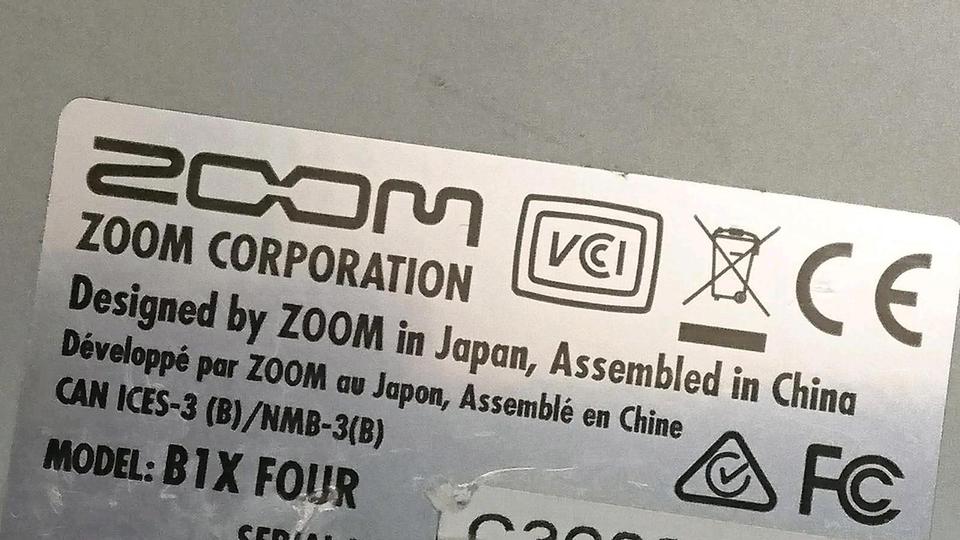 ZOOM
ZOOM CORPORATION
VCCI
CE
Designed by ZOOM in Japan, Assembled in China
Développé par ZOOM au Japon, Assemblé en Chine
CAN ICES-3 (B)/NMB-3(B)
MODEL: B1X FOUR
FC